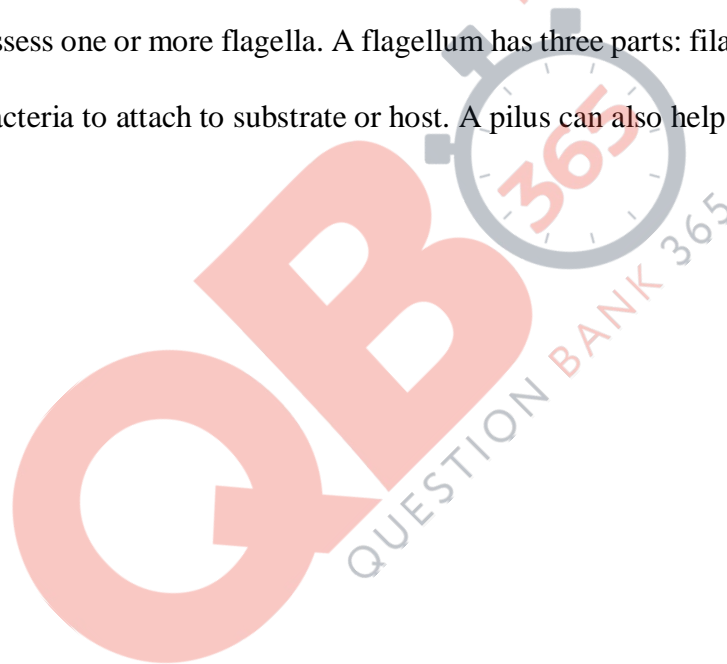 ssess one or more flagella. A flagellum has three parts: fila
acteria to attach to substrate or host. A pilus can also help
365
QB
QUESTION BANK 365